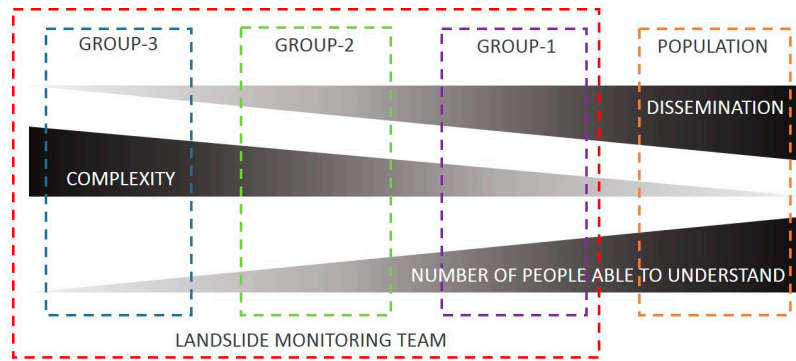 GROUP-3
GROUP-2
GROUP-1
POPULATION
DISSEMINATION
COMPLEXITY
NUMBER OF PEOPLE ABLE TO UNDERSTAND
LANDSLIDE MONITORING TEAM